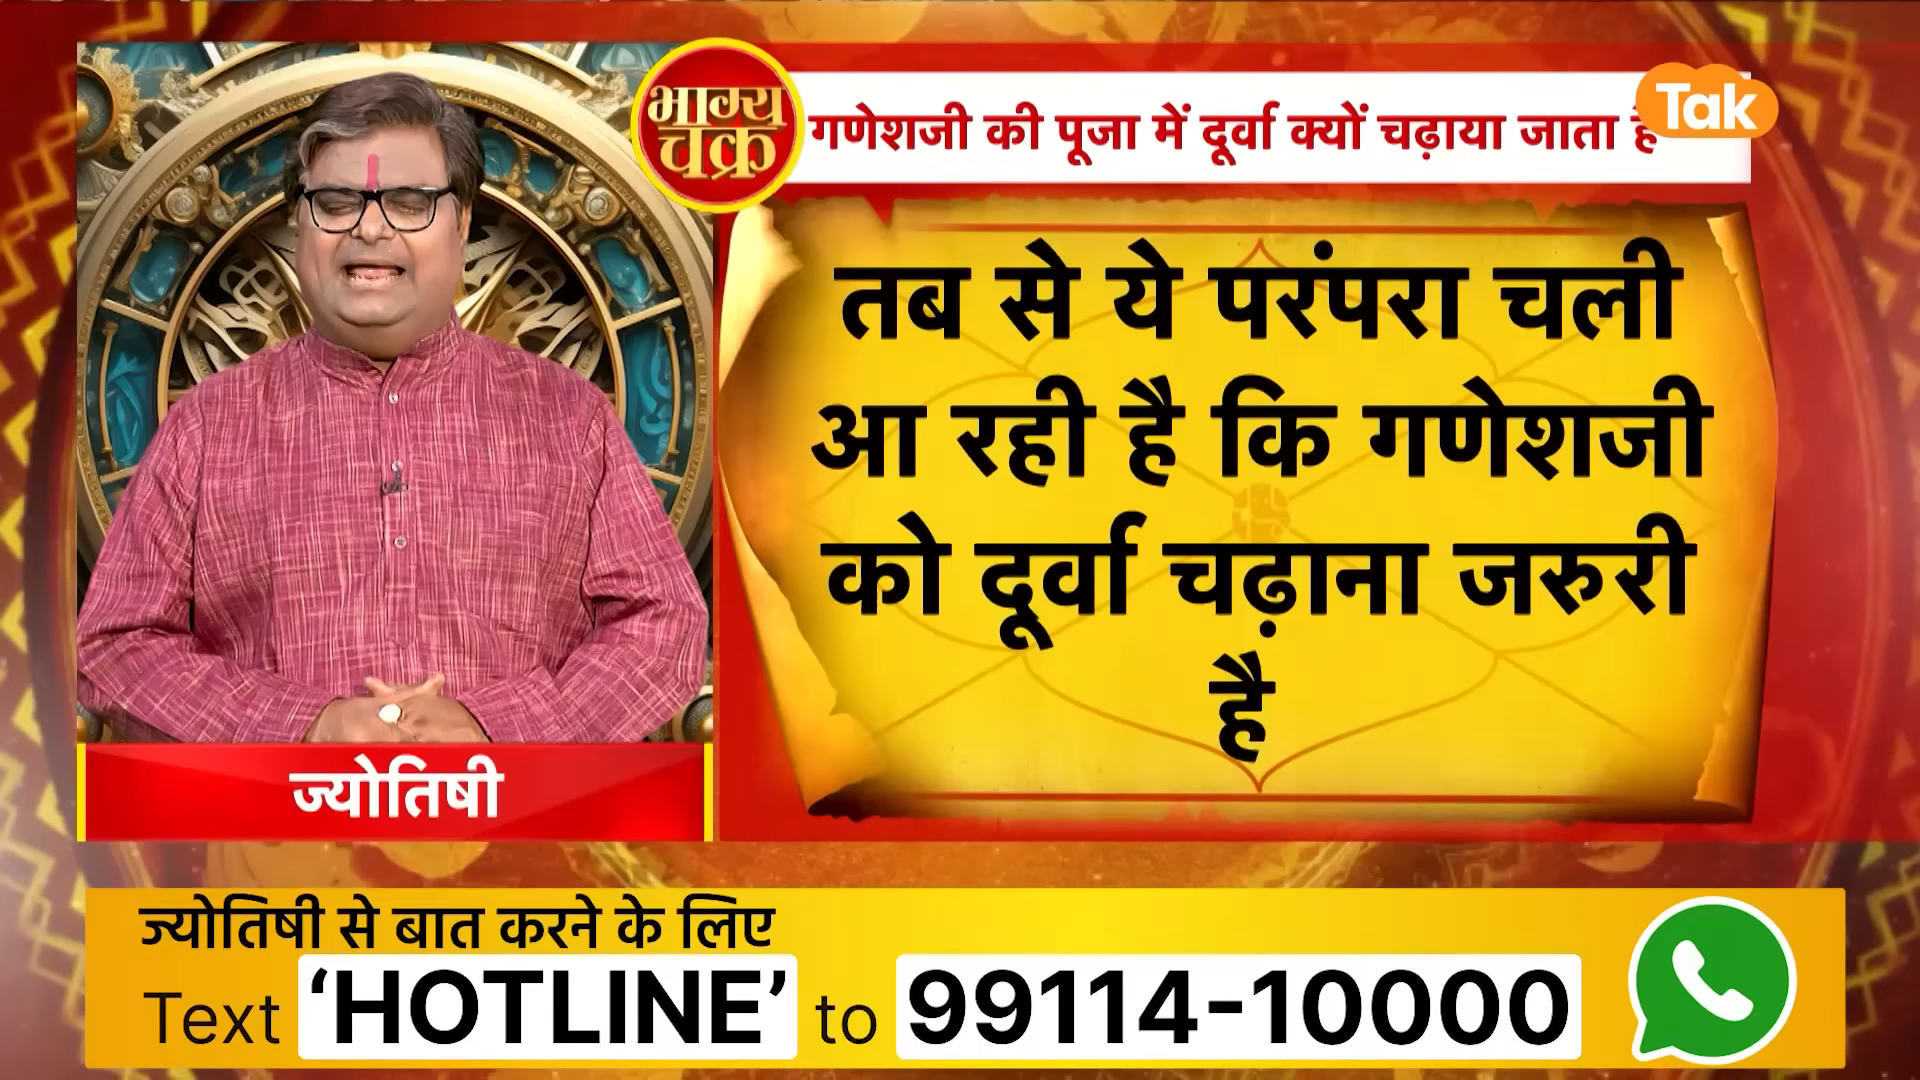 भाग्य
चक्र
गणेशजी की पूजा में दूर्वा क्यों चढ़ाया जाता है
Tak
तब से ये परंपरा चली
आ रही है कि गणेशजी
को दूर्वा चढ़ाना जरुरी
हैं
ज्योतिषी
ज्योतिषी से बात करने के लिए
Text ‘HOTLINE’ to 99114-10000